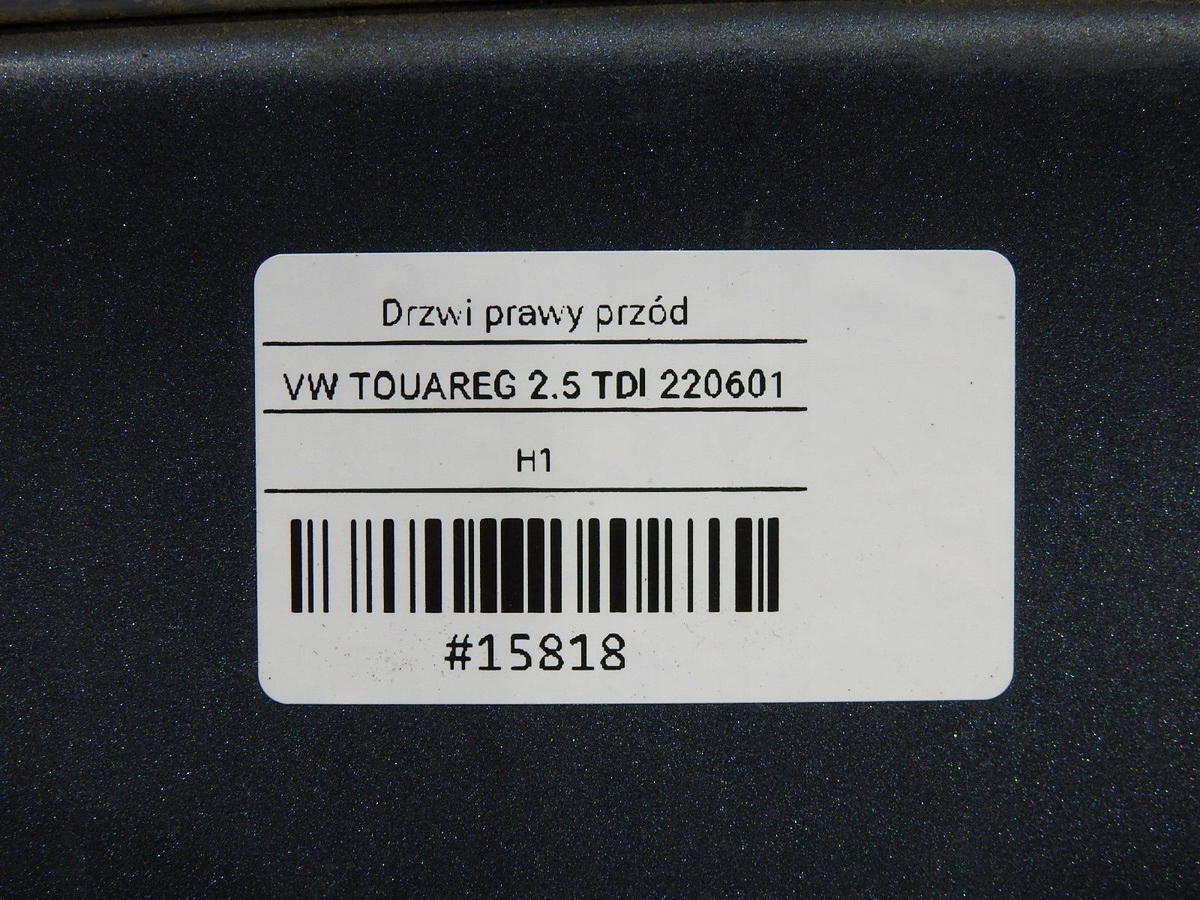 Drzwi prawy przód
VW TOUAREG 2.5 TDI 220601
H1
#15818